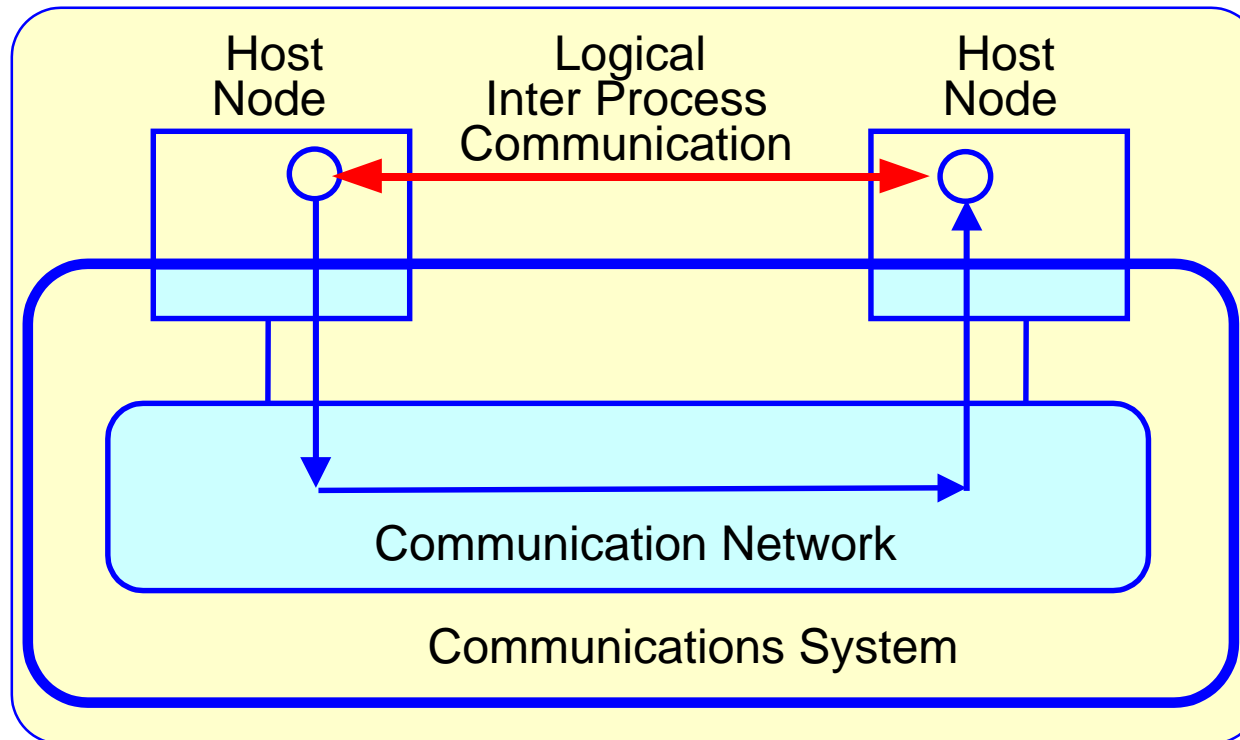 Host
Node
Logical
Inter Process
Communication
Host
Node
Communication Network
Communications System